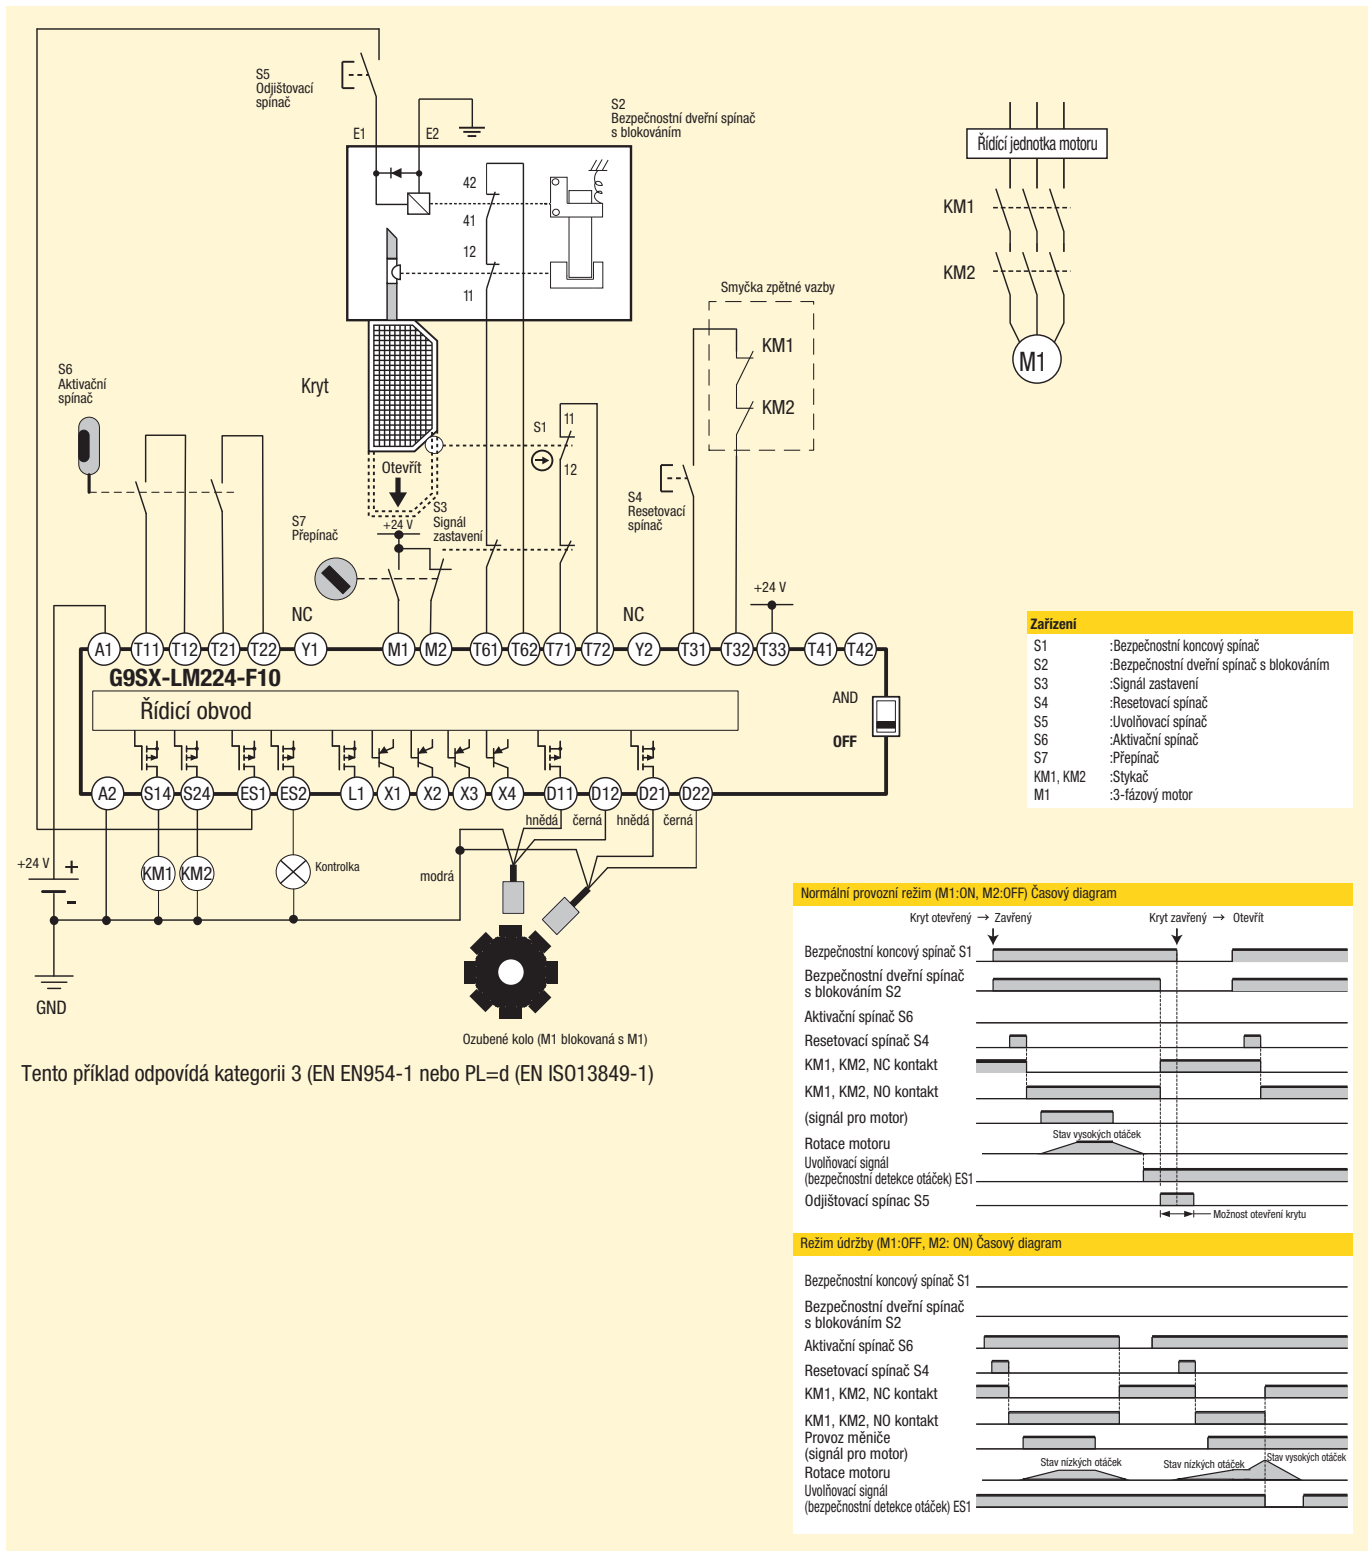 S5
Odjišťovací
spínač
E1
E2
S2
Bezpečnostní dveřní spínač
s blokováním
42
41
12
11
Řídící jednotka motoru
KM1
KM2
M1
Smyčka zpětné vazby
KM1
KM2
S6
Aktivační
spínač
Kryt
Otevřít
S1
11
12
S4
Resetovací
spínač
S7
Přepínač
+24 V
S3
Signál
zastavení
+24 V
NC
NC
A1
T11
T12
T21
T22
Y1
M1
M2
T61
T62
T71
T72
Y2
T31
T32
T33
T41
T42
G9SX-LM224-F10
Řídicí obvod
AND
OFF
A2
S14
S24
ES1
ES2
L1
X1
X2
X3
X4
D11
D12
D21
D22
hnědá
černá
hnědá
černá
+24 V
+
-
KM1
KM2
Kontrolka
modrá
GND
Ozubené kolo (M1 blokovaná s M1)
Tento příklad odpovídá kategorii 3 (EN EN954-1 nebo PL=d (EN ISO13849-1)
Zařízení
S1 :Bezpečnostní koncový spínač
S2 :Bezpečnostní dveřní spínač s blokováním
S3 :Signál zastavení
S4 :Resetovací spínač
S5 :Uvolňovací spínač
S6 :Aktivační spínač
S7 :Přepínač
KM1, KM2 :Stykač
M1 :3-fázový motor
Normální provozní režim (M1:ON, M2:OFF) Časový diagram
Kryt otevřený → Zavřený
Kryt zavřený → Otevřít
Bezpečnostní koncový spínač S1
Bezpečnostní dveřní spínač
s blokováním S2
Aktivační spínač S6
Resetovací spínač S4
KM1, KM2, NC kontakt
KM1, KM2, NO kontakt
(signál pro motor)
Stav vysokých otáček
Rotace motoru
Uvolňovací signál
(bezpečnostní detekce otáček) ES1
Odjišťovací spínac S5
Možnost otevření krytu
Režim údržby (M1:OFF, M2: ON) Časový diagram
Bezpečnostní koncový spínač S1
Bezpečnostní dveřní spínač
s blokováním S2
Aktivační spínač S6
Resetovací spínač S4
KM1, KM2, NC kontakt
KM1, KM2, NO kontakt
Provoz měniče
(signál pro motor)
Stav nízkých otáček
Stav nízkých otáček
Stav vysokých otáček
Rotace motoru
Uvolňovací signál
(bezpečnostní detekce otáček) ES1